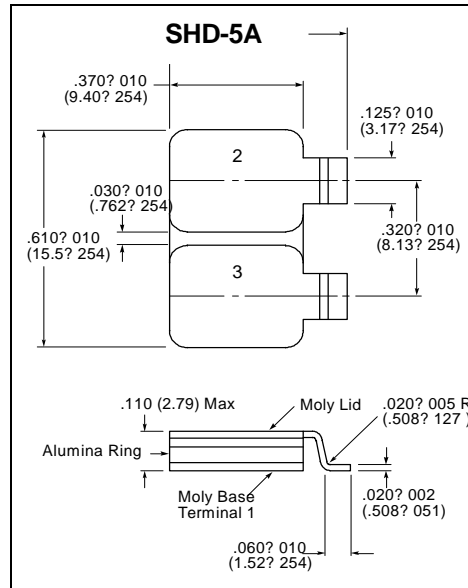 SHD-5A
.370? 010
(9.40? 254)
.125? 010
(3.17? 254)
2
.030? 010
(.762? 254)
.320? 010
(8.13? 254)
.610? 010
(15.5? 254)
3
.110 (2.79) Max
Moly Lid
.020? 005 R
(.508? 127 )
Alumina Ring
Moly Base
Terminal 1
.020? 002
(.508? 051)
.060? 010
(1.52? 254)